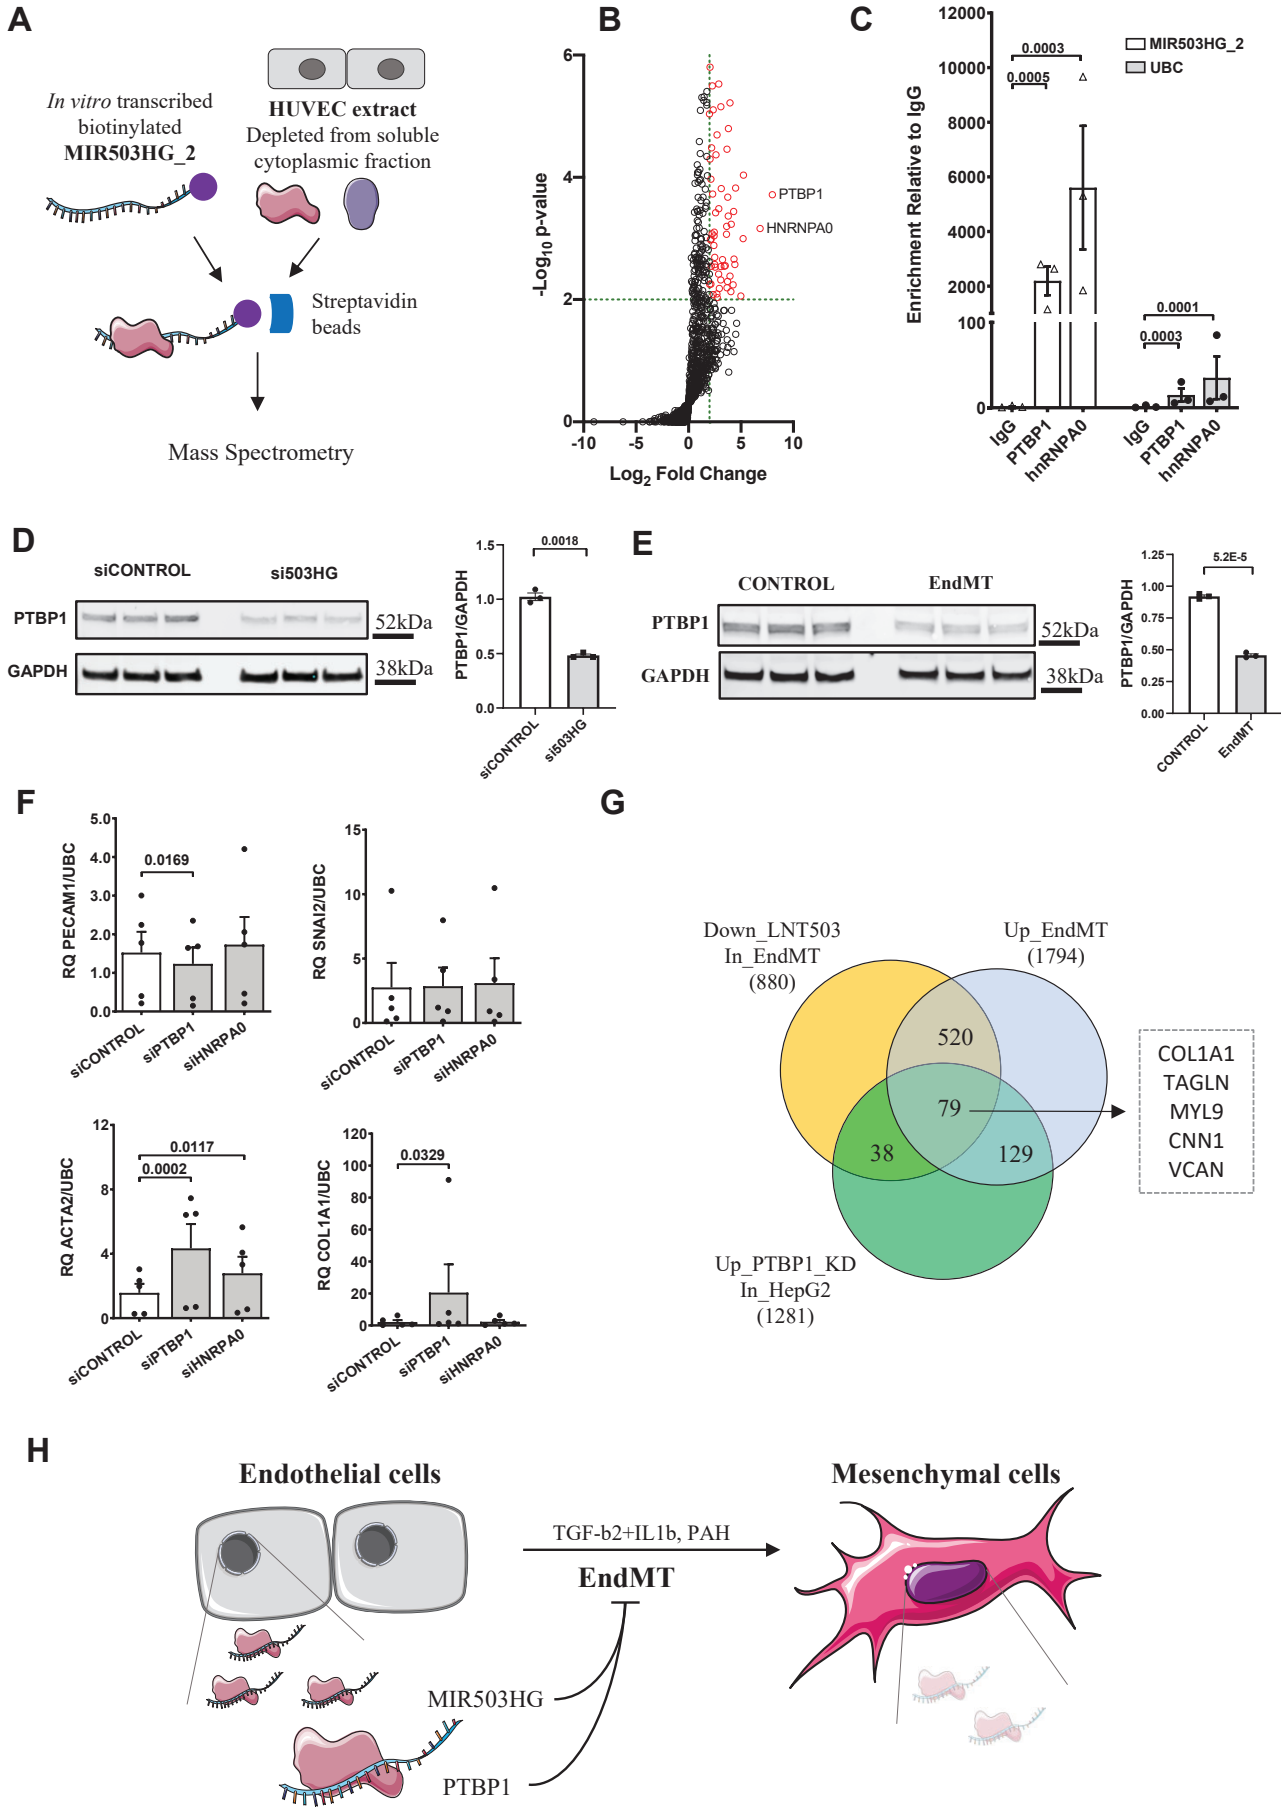 A
In vitro transcribed
biotinylated
MIR503HG_2
HUVEC extract
Depleted from soluble
cytoplasmic fraction
Streptavidin
beads
Mass Spectrometry
B
-Log10 p-value
6
4
2
0
-10
-5
0
5
10
Log2 Fold Change
PTBP1
HNRNPA0
C
Enrichment Relative to IgG
12000
10000
8000
6000
4000
2000
100
0
0.0003
0.0005
0.0001
0.0003
MIR503HG_2
UBC
IgG
PTBP1
hnRNPA0
IgG
PTBP1
hnRNPA0
D
siCONTROL
si503HG
PTBP1
52kDa
GAPDH
38kDa
PTBP1/GAPDH
1.5
1.0
0.5
0.0
0.0018
siCONTROL
si503HG
E
CONTROL
EndMT
PTBP1
52kDa
GAPDH
38kDa
PTBP1/GAPDH
1.25
1.00
0.75
0.50
0.25
0.00
5.2E-5
CONTROL
EndMT
F
RQ PECAM1/UBC
5.0
4.0
3.0
2.0
1.0
0.0
0.0169
siCONTROL
siPTBP1
siHNRPA0
RQ SNAI2/UBC
15
10
5
0
siCONTROL
siPTBP1
siHNRPA0
RQ ACTA2/UBC
12
8
4
0
0.0117
0.0002
siCONTROL
siPTBP1
siHNRPA0
RQ COL1A1/UBC
120
100
80
60
40
20
0
0.0329
siCONTROL
siPTBP1
siHNRPA0
G
Down_LNT503
In_EndMT
(880)
Up_EndMT
(1794)
520
79
38
129
Up_PTBP1_KD
In_HepG2
(1281)
COL1A1
TAGLN
MYL9
CNN1
VCAN
H
Endothelial cells
Mesenchymal cells
TGF-b2+IL1b, PAH
EndMT
MIR503HG
PTBP1